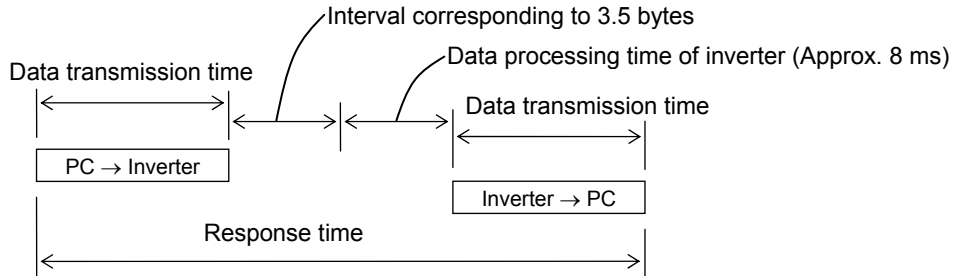 Interval corresponding to 3.5 bytes
Data processing time of inverter (Approx. 8 ms)
Data transmission time
Data transmission time
PC → Inverter
Inverter → PC
Response time